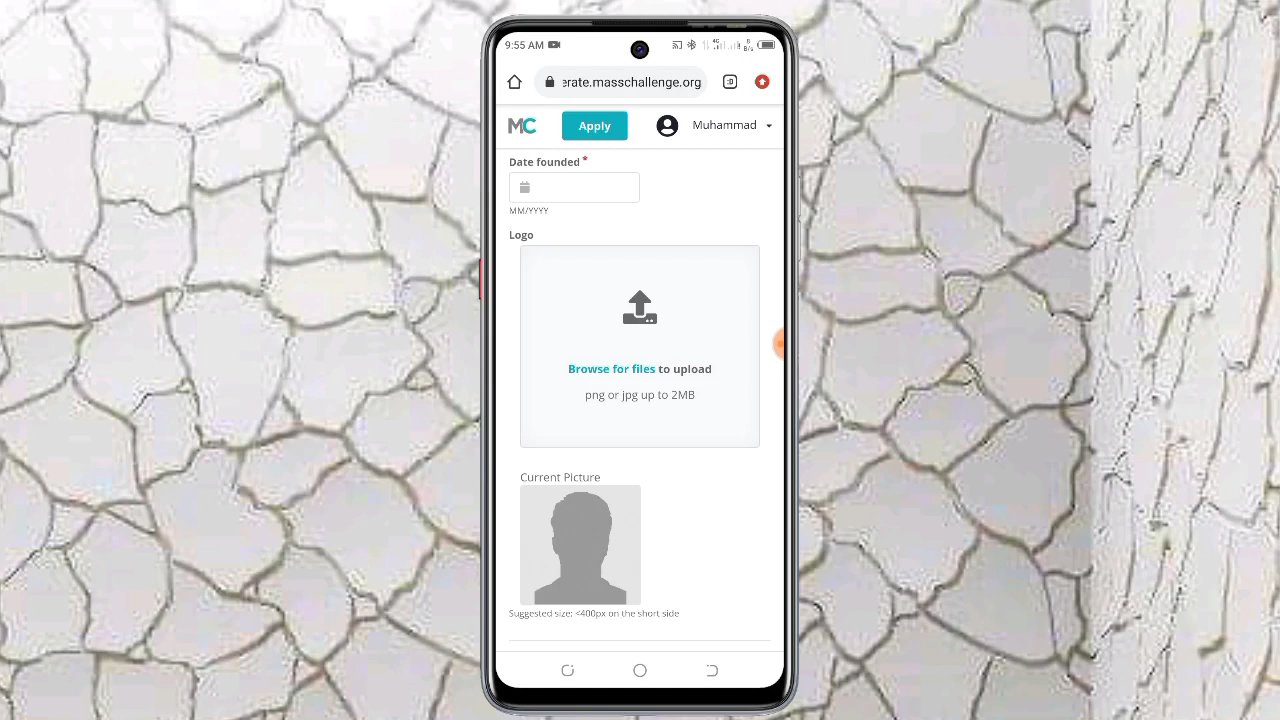 9:55 AM
erate.masschallenge.org
:D
MC
Apply
Muhammad
Date founded *
MM/YYYY
Logo
Browse for files to upload
png or jpg up to 2MB
Current Picture
Suggested size: <400px on the short side